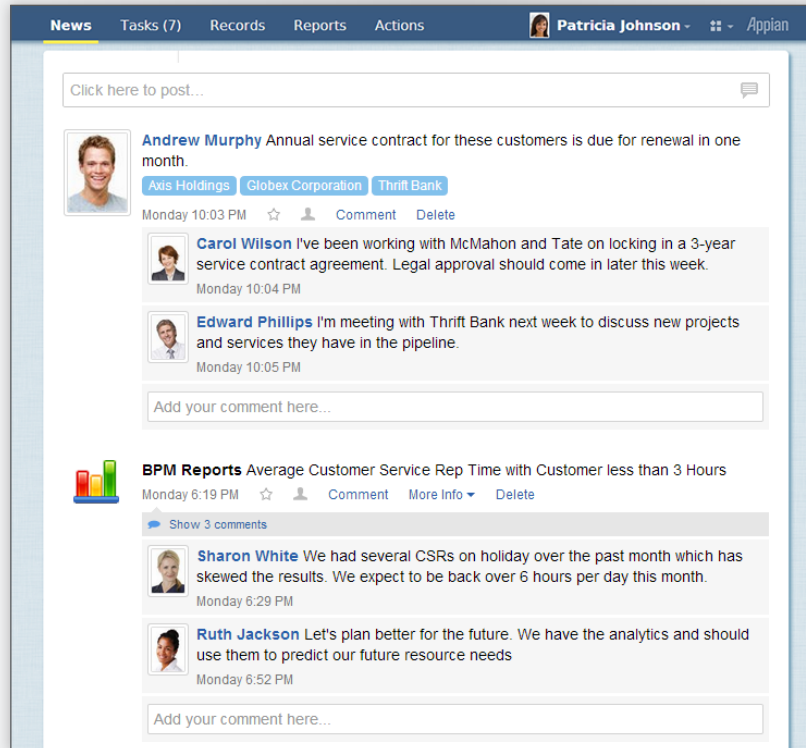 News Tasks (7) Records Reports Actions Patricia Johnson Appian
Click here to post...
Andrew Murphy Annual service contract for these customers is due for renewal in one
month.
Axis Holdings Globex Corporation Thrift Bank
Monday 10:03 PM Comment Delete
Carol Wilson I've been working with McMahon and Tate on locking in a 3-year
service contract agreement. Legal approval should come in later this week.
Monday 10:04 PM
Edward Phillips I'm meeting with Thrift Bank next week to discuss new projects
and services they have in the pipeline.
Monday 10:05 PM
Add your comment here...
BPM Reports Average Customer Service Rep Time with Customer less than 3 Hours
Monday 6:19 PM Comment More Info Delete
Show 3 comments
Sharon White We had several CSRs on holiday over the past month which has
skewed the results. We expect to be back over 6 hours per day this month.
Monday 6:29 PM
Ruth Jackson Let's plan better for the future. We have the analytics and should
use them to predict our future resource needs
Monday 6:52 PM
Add your comment here...